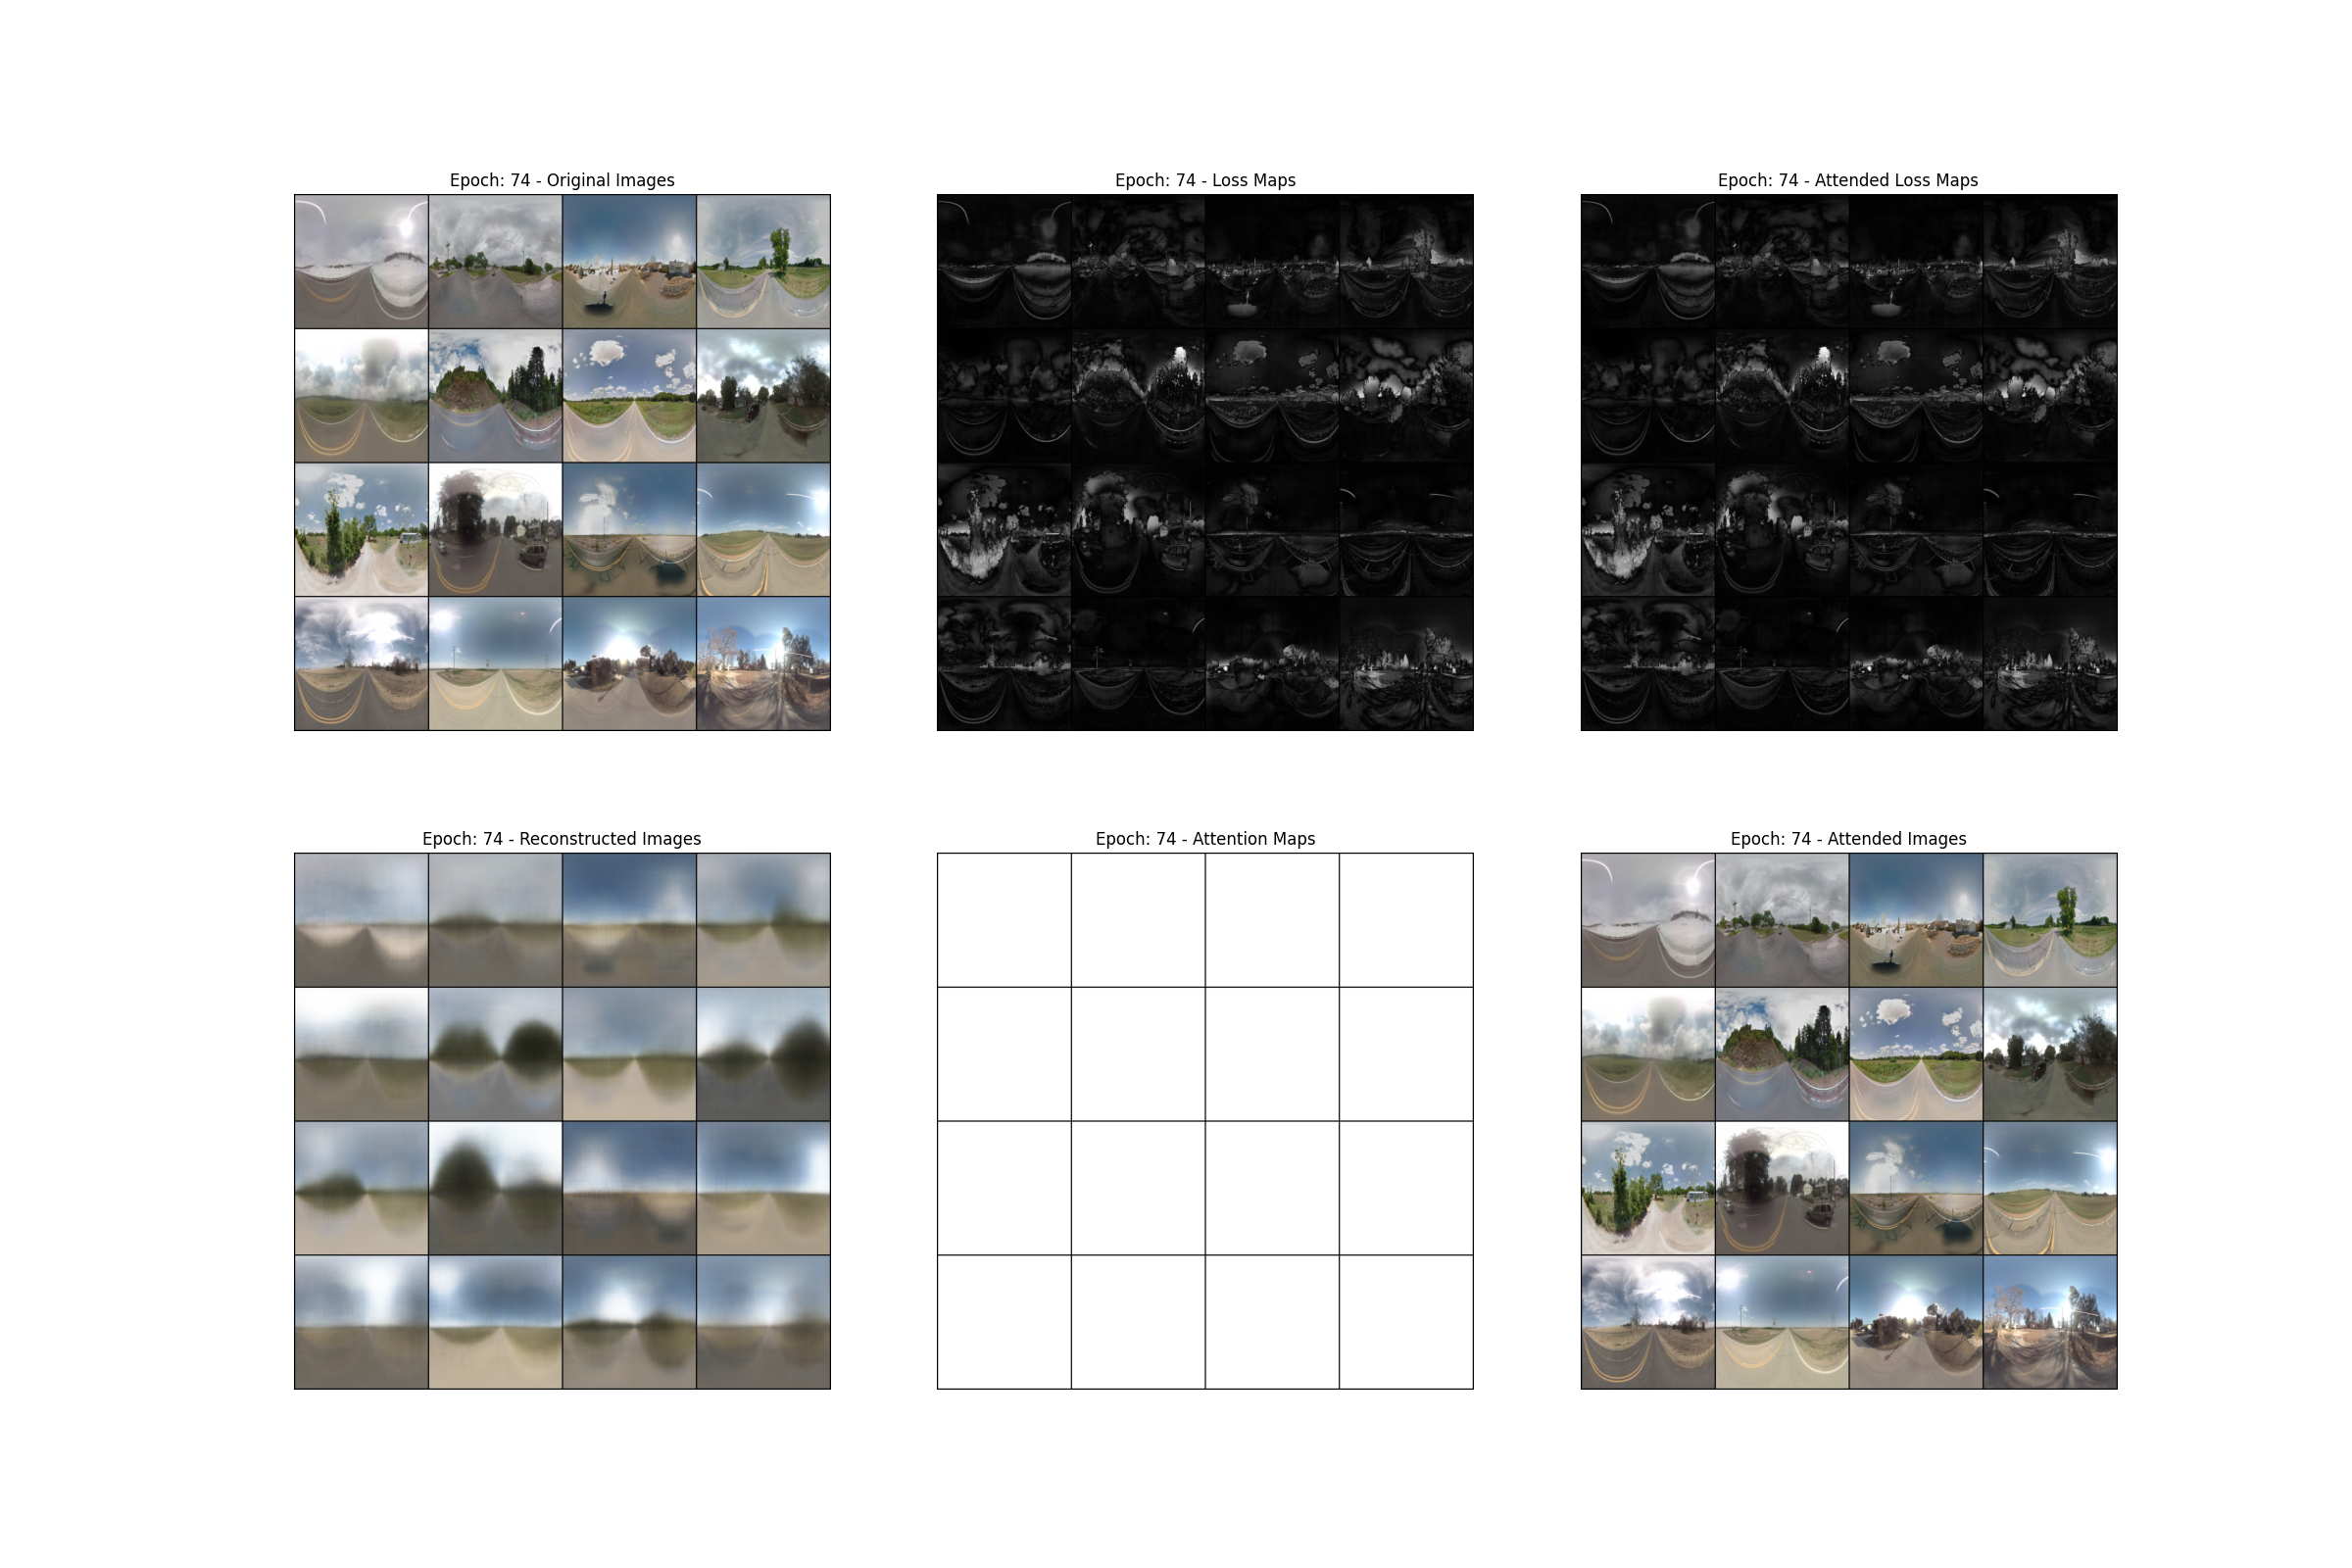 Epoch: 74 - Original Images
Epoch: 74 - Loss Maps
Epoch: 74 - Attended Loss Maps
Epoch: 74 - Reconstructed Images
Epoch: 74 - Attention Maps
Epoch: 74 - Attended Images